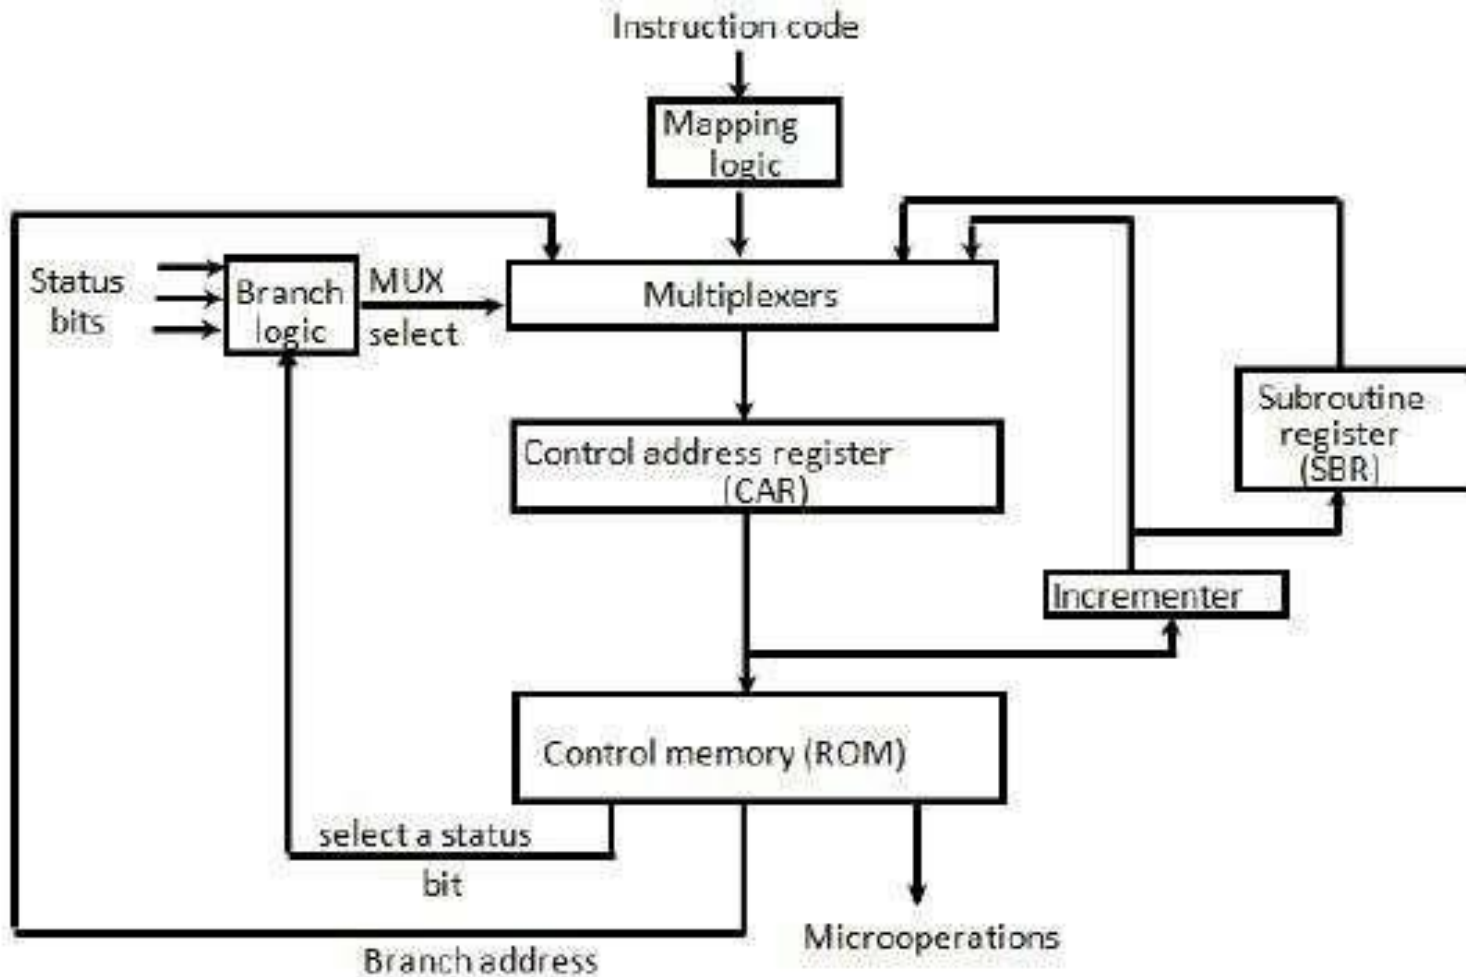 Instruction code
Mapping
logic
Status
bits
Branch
logic
MUX
select
Multiplexers
Control address register
(CAR)
Subroutine
register
(SBR)
Incrementer
Control memory (ROM)
select a status
bit
Microoperations
Branch address